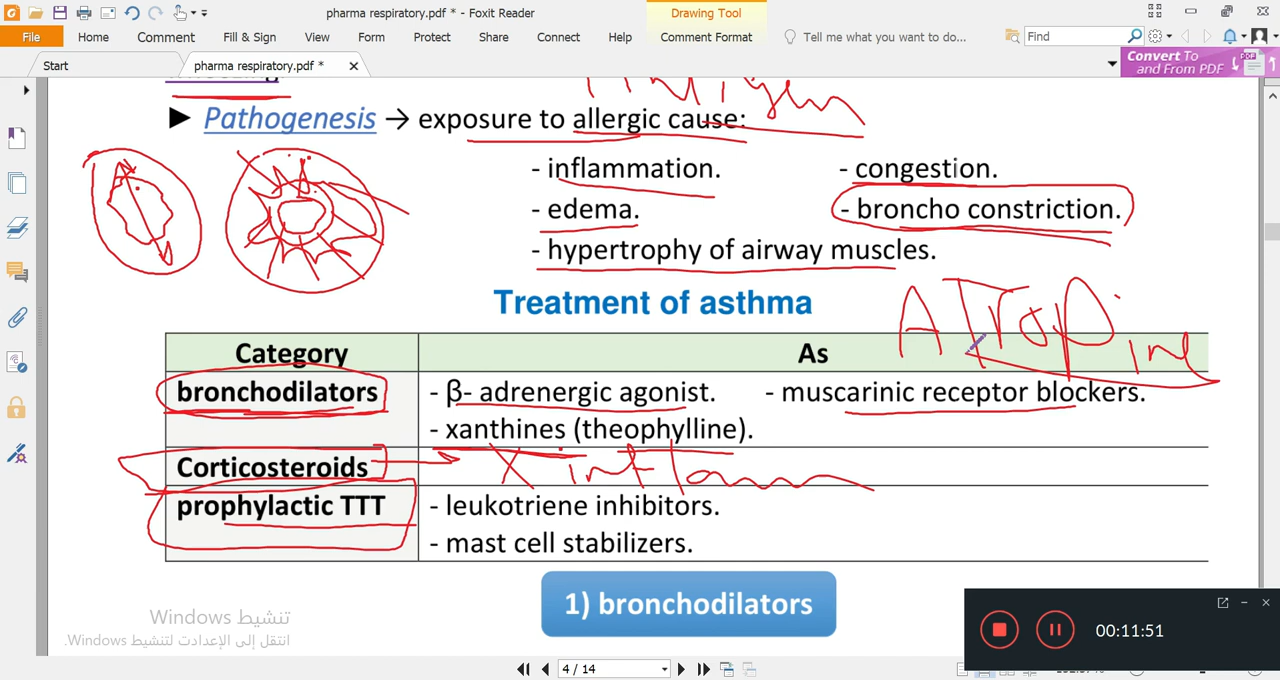 pharma respiratory.pdf * - Foxit Reader
Drawing Tool
File Home Comment Fill & Sign View Form Protect Share Connect Help Comment Format Tell me what you want to do... Find
Start pharma respiratory.pdf *
Convert To and From PDF
PDF
► Pathogenesis → exposure to allergic cause:
- inflammation. - congestion.
- edema. - broncho constriction.
- hypertrophy of airway muscles.
Treatment of asthma
ATropine
Category As
bronchodilators - β- adrenergic agonist. - muscarinic receptor blockers.
- xanthines (theophylline).
Corticosteroids X inflamm
prophylactic TTT - leukotriene inhibitors.
- mast cell stabilizers.
1) bronchodilators
تنشيط Windows
انتقل إلى الإعدادت لتنشيط Windows.
00:11:51
4 / 14